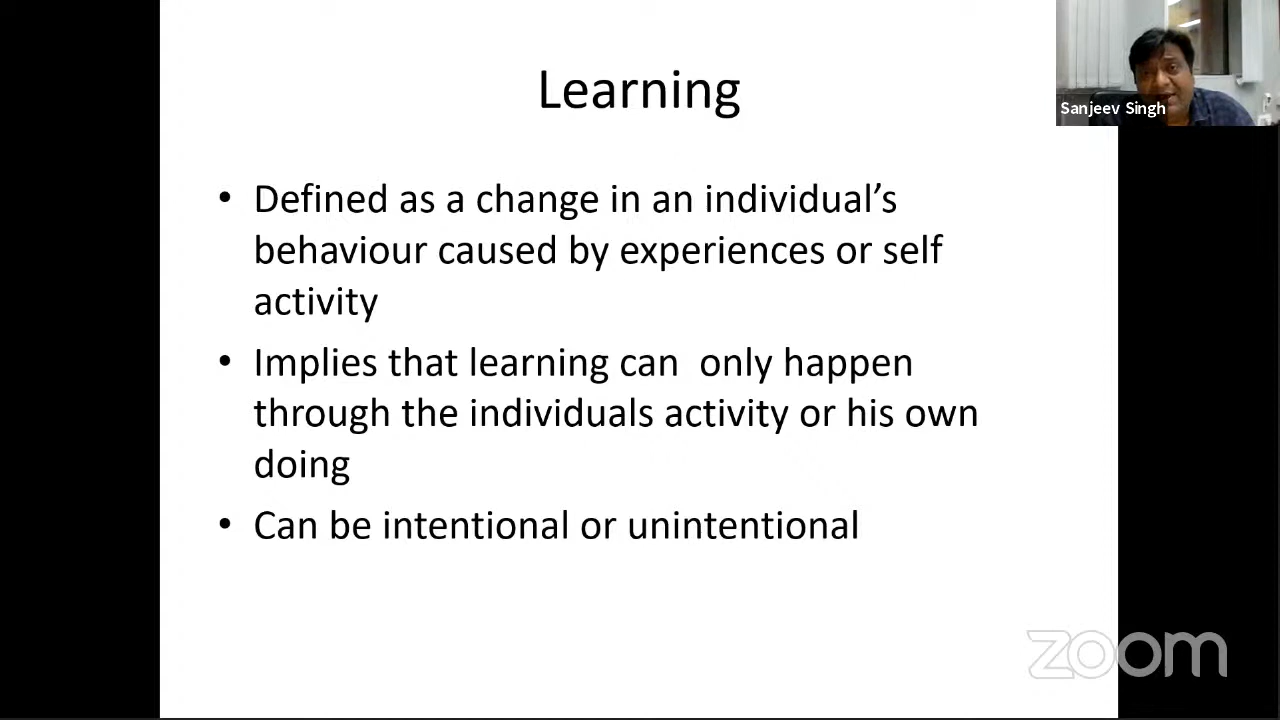 Learning
Sanjeev Singh
• Defined as a change in an individual’s
behaviour caused by experiences or self
activity
• Implies that learning can  only happen
through the individuals activity or his own
doing
• Can be intentional or unintentional
zoom